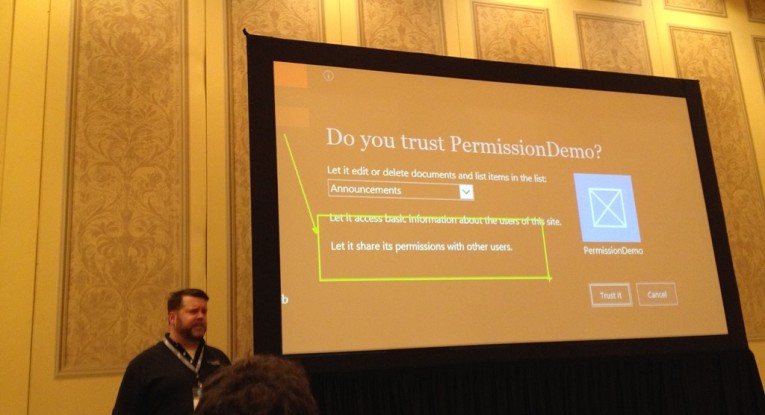 Do you trust PermissionDemo?
Let it edit or delete documents and list items in the list:
Announcements
Let it access basic information about the users of this site.
Let it share its permissions with other users.
PermissionDemo
b
Trust It
Cancel